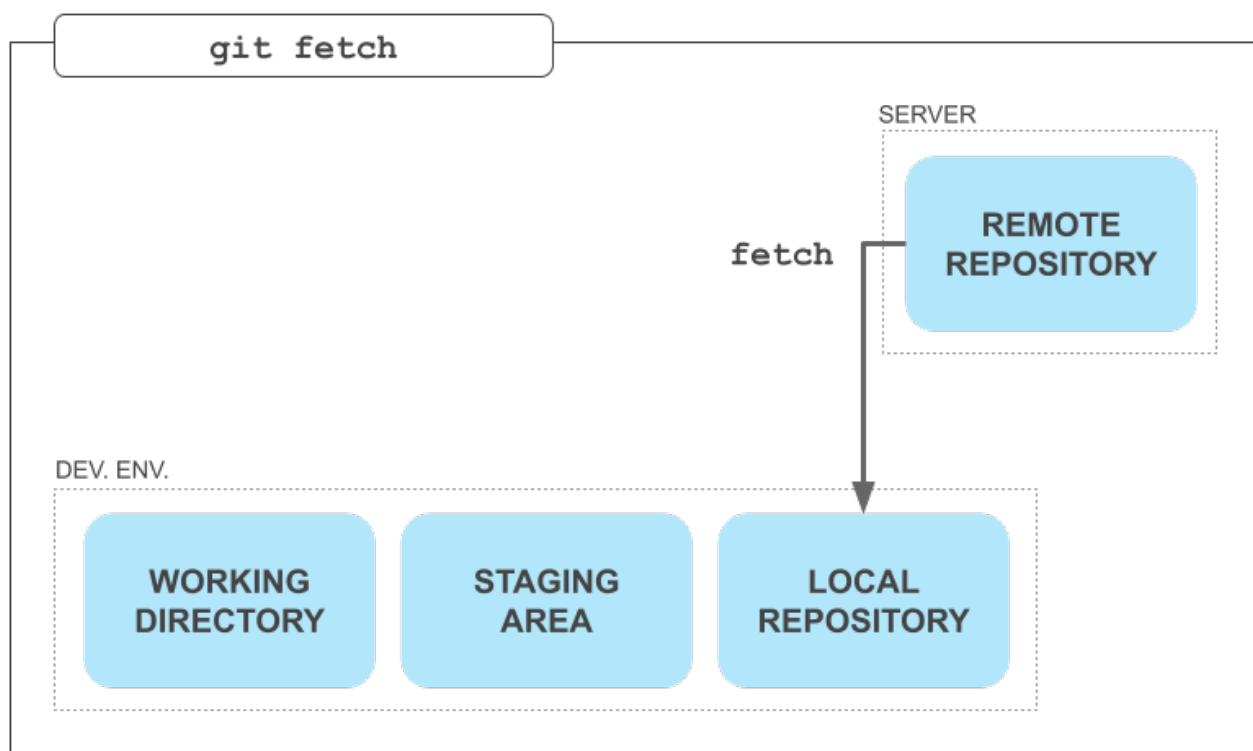 git fetch
SERVER
REMOTE
REPOSITORY
fetch
DEV. ENV.
WORKING
DIRECTORY
STAGING
AREA
LOCAL
REPOSITORY